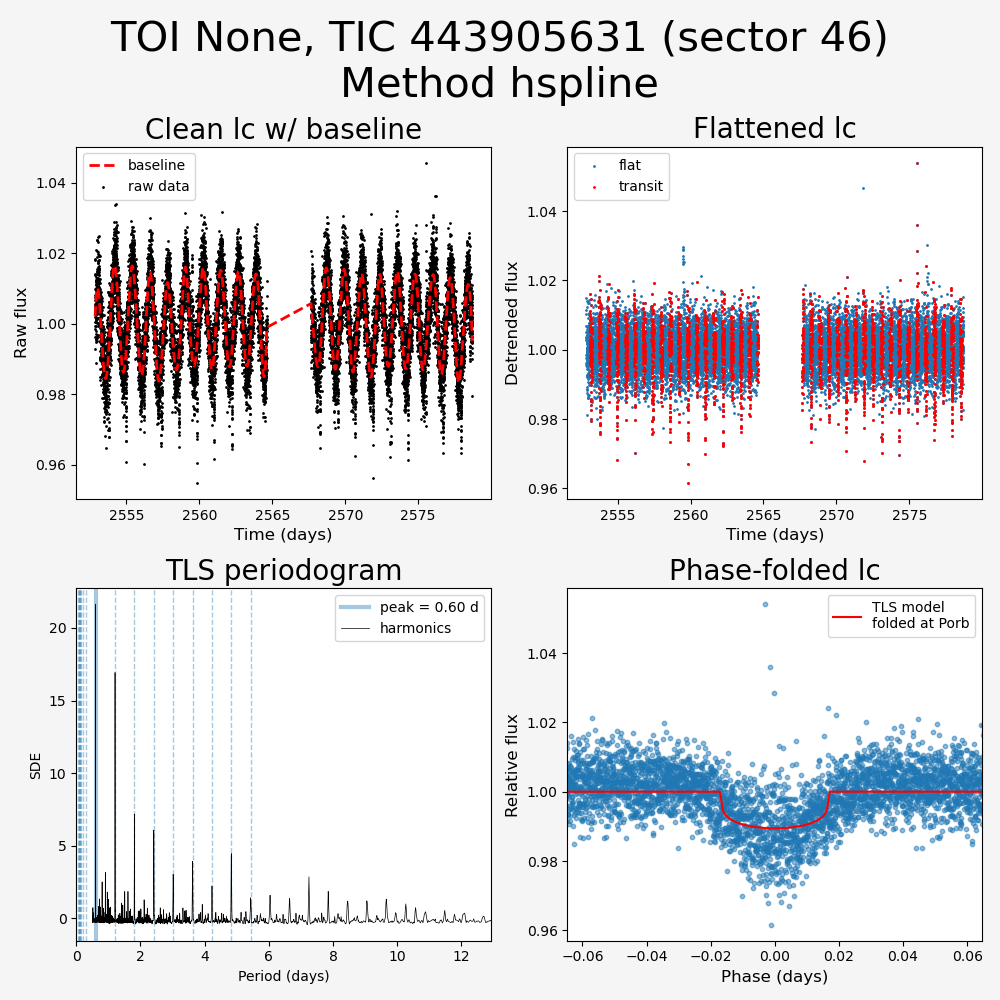 TOI None, TIC 443905631 (sector 46)
Method hspline
Clean lc w/ baseline
baseline
raw data
Raw flux
1.04
1.02
1.00
0.98
0.96
2555
2560
2565
2570
2575
Time (days)
Flattened lc
flat
transit
Detrended flux
1.04
1.02
1.00
0.98
0.96
2555
2560
2565
2570
2575
Time (days)
TLS periodogram
peak = 0.60 d
harmonics
SDE
20
15
10
5
0
0
2
4
6
8
10
12
Period (days)
Phase-folded lc
TLS model
folded at Porb
Relative flux
1.04
1.02
1.00
0.98
0.96
−0.06
−0.04
−0.02
0.00
0.02
0.04
0.06
Phase (days)